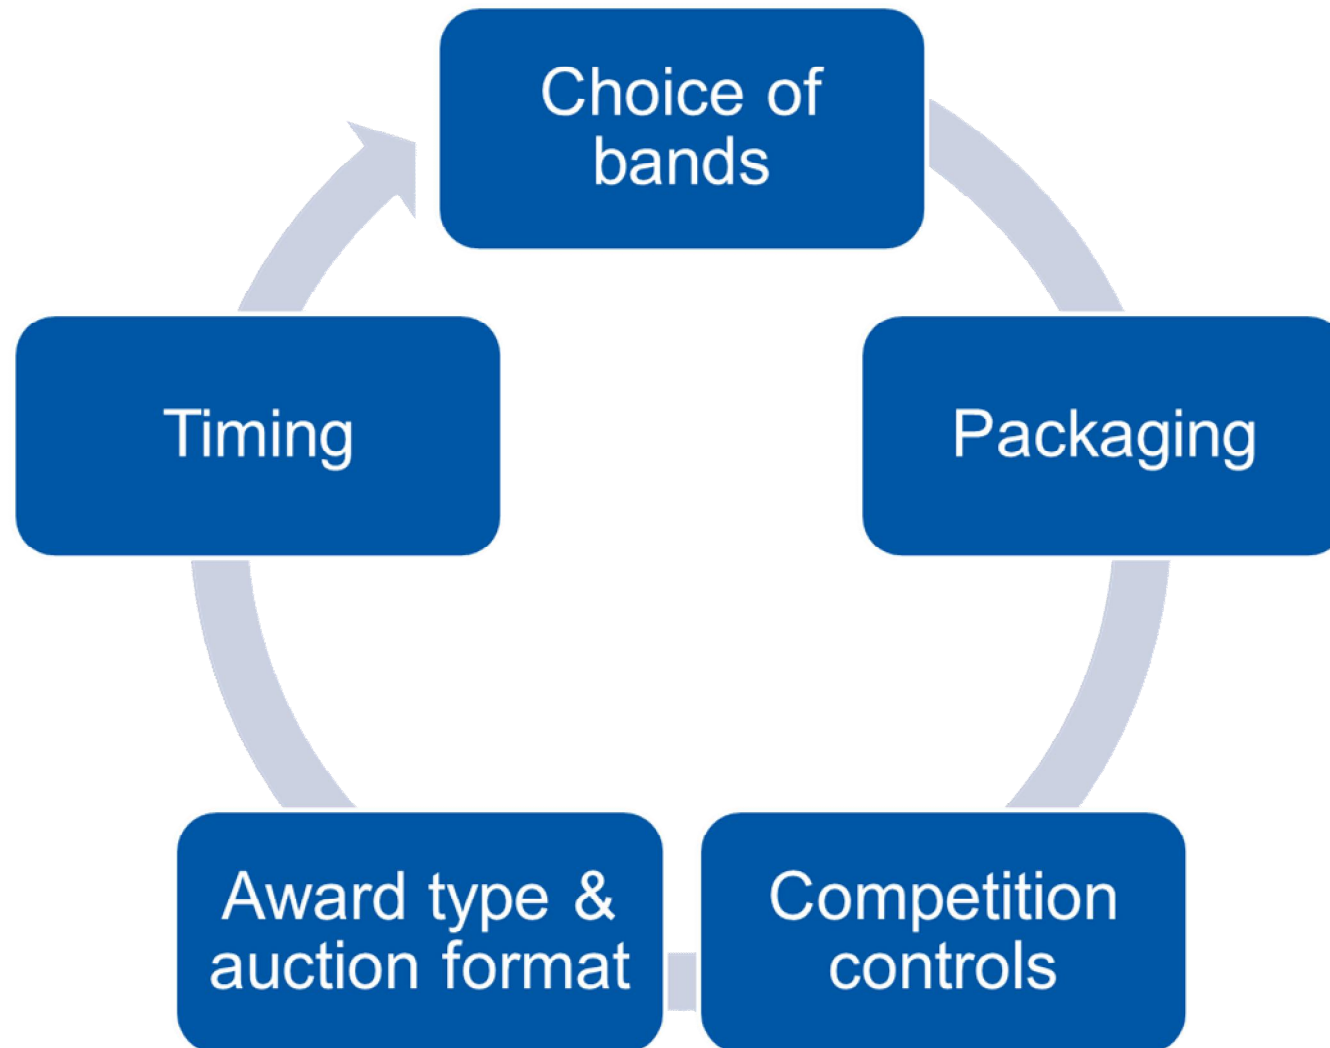 Choice of
bands
Packaging
Competition
controls
Award type &
auction format
Timing